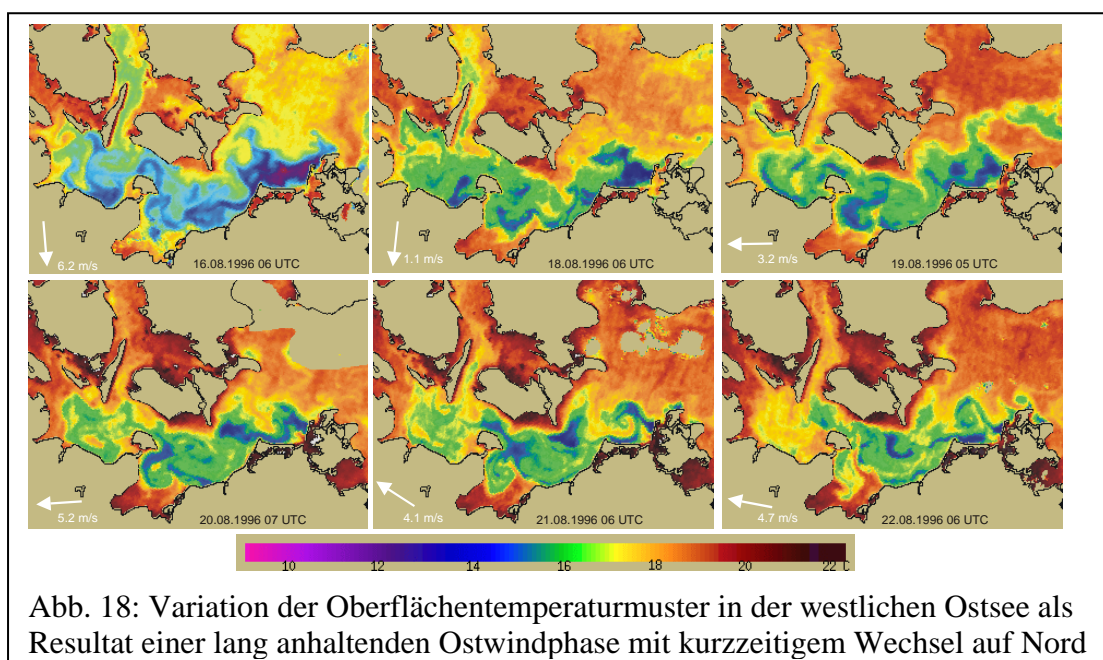 6.2 m/s
16.08.1996 06 UTC
1.1 m/s
18.08.1996 06 UTC
3.2 m/s
19.08.1996 05 UTC
5.2 m/s
20.08.1996 07 UTC
4.1 m/s
21.08.1996 06 UTC
4.7 m/s
22.08.1996 06 UTC
10 12 14 16 18 20 22 C
Abb. 18: Variation der Oberflächentemperaturmuster in der westlichen Ostsee als
Resultat einer lang anhaltenden Ostwindphase mit kurzzeitigem Wechsel auf Nord